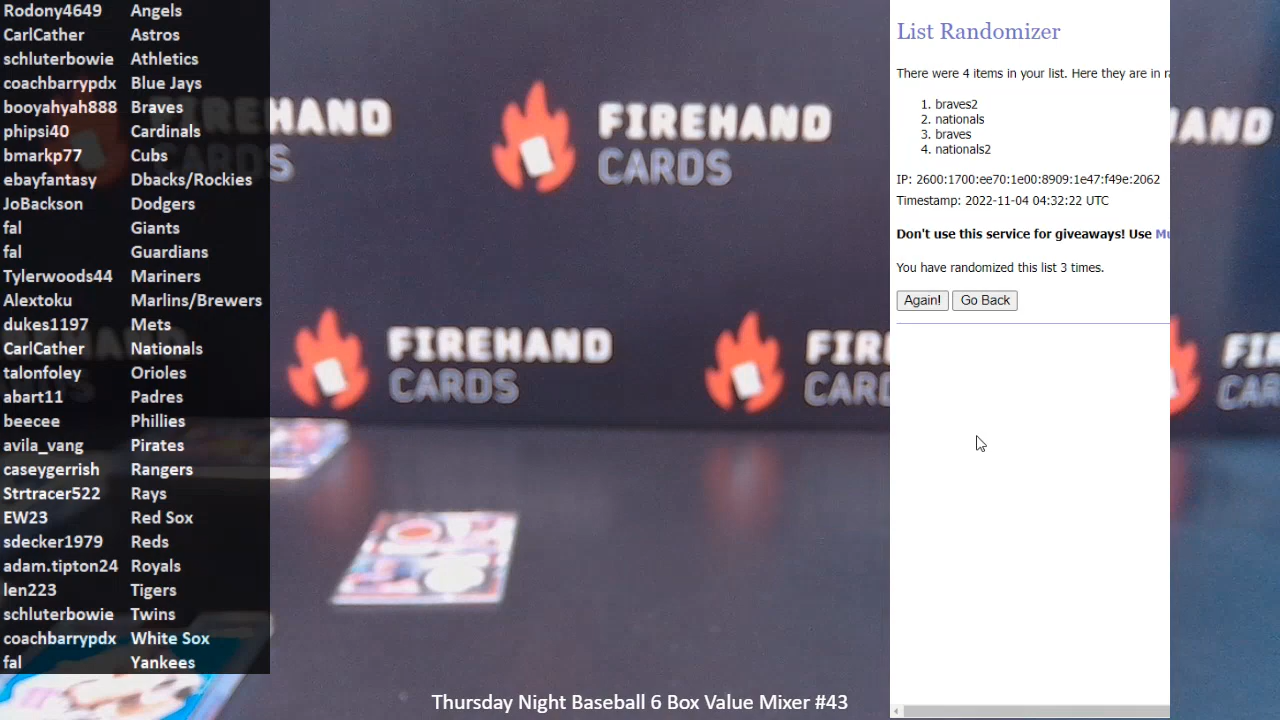 Rodony4649 Angels
CarlCather Astros
schluterbowie Athletics
coachbarrypdx Blue Jays
booyahyah888 Braves
phipsi40 Cardinals
bmarkp77 Cubs
ebayfantasy Dbacks/Rockies
JoBackson Dodgers
fal Giants
fal Guardians
Tylerwoods44 Mariners
Alextoku Marlins/Brewers
dukes1197 Mets
CarlCather Nationals
talonfoley Orioles
abart11 Padres
beecee Phillies
avila_vang Pirates
caseygerrish Rangers
Strtracer522 Rays
EW23 Red Sox
sdecker1979 Reds
adam.tipton24 Royals
len223 Tigers
schluterbowie Twins
coachbarrypdx White Sox
fal Yankees
FIREHAND
CARDS
FIREHAND
CARDS
List Randomizer
There were 4 items in your list. Here they are in
1. braves2
2. nationals
3. braves
4. nationals2
IP: 2600:1700:ee70:1e00:8909:1e47:f49e:2062
Timestamp: 2022-11-04 04:32:22 UTC
Don't use this service for giveaways! Use
You have randomized this list 3 times.
Again! Go Back
Thursday Night Baseball 6 Box Value Mixer #43